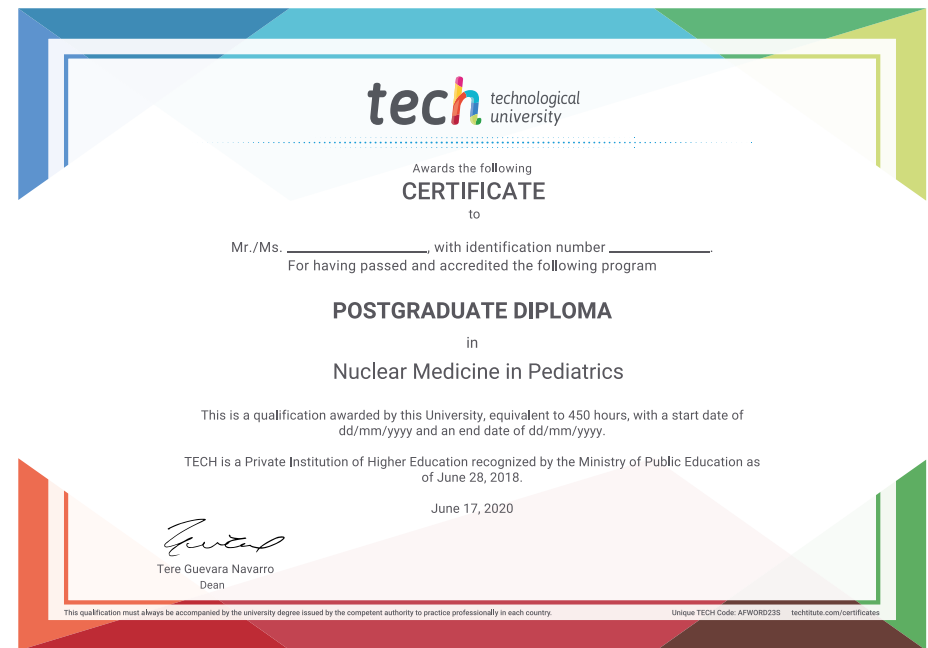 tech technological
university
Awards the following
CERTIFICATE
to
Mr./Ms. ____________________, with identification number ______________.
For having passed and accredited the following program
POSTGRADUATE DIPLOMA
in
Nuclear Medicine in Pediatrics
This is a qualification awarded by this University, equivalent to 450 hours, with a start date of
dd/mm/yyyy and an end date of dd/mm/yyyy.
TECH is a Private Institution of Higher Education recognized by the Ministry of Public Education as
of June 28, 2018.
June 17, 2020
Tere Guevara Navarro
Dean
This qualification must always be accompanied by the university degree issued by the competent authority to practice professionally in each country. Unique TECH Code: AFWORD23S techtitute.com/certificates